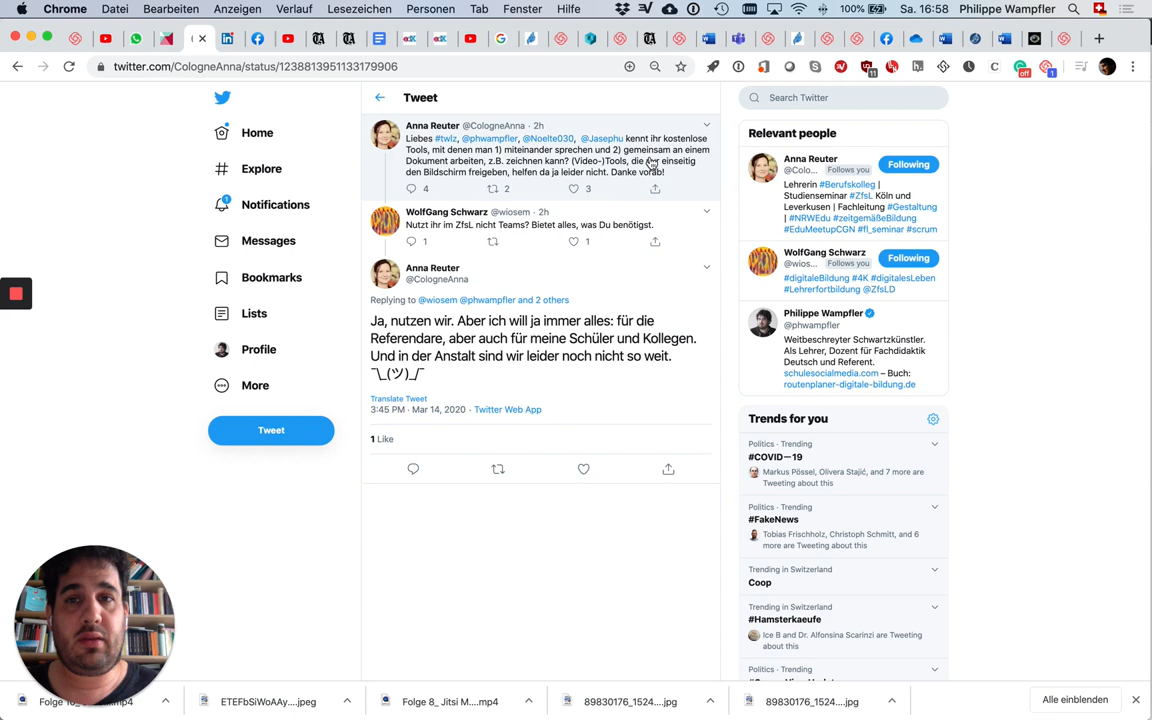 Chrome Ablage Bearbeiten Anzeigen Verlauf Lesezeichen Personen Tab Fenster Hilfe 100% Sa. 16:58 Philippe Wampfler
twitter.com/CologneAnna/status/1238813951133179906
11
off
1
Home
Explore
1
Notifications
Messages
Bookmarks
Lists
Profile
More
Tweet
Tweet
Anna Reuter @CologneAnna · 2h
Liebes #twlz, @phwampfler, @Noelte030, @Jasephu kennt ihr kostenlose
Tools, mit denen man 1) miteinander sprechen und 2) gemeinsam an einem
Dokument arbeiten, z.B. zeichnen kann? (Video-)Tools, die einseitig
den Bildschirm freigeben, helfen da ja leider nicht. Danke vorab!
4 2 3
WolfGang Schwarz @wiosem · 2h
Nutzt ihr im ZfsL nicht Teams? Bietet alles, was Du benötigst.
1 1
Anna Reuter
@CologneAnna
Replying to @wiosem @phwampfler and 2 others
Ja, nutzen wir. Aber ich will ja immer alles: für die
Referendare, aber auch für meine Schüler und Kollegen.
Und in der Anstalt sind wir leider noch nicht so weit.
¯\_(ツ)_/¯
Translate Tweet
3:45 PM · Mar 14, 2020 · Twitter Web App
1 Like
Search Twitter
Relevant people
Anna Reuter
@Colo... Follows you
Following
Lehrerin #Berufskolleg |
Studienseminar #ZfsL Köln und
Leverkusen | Fachleitung #Gestaltung
| #NRWEdu #zeitgemäßeBildung
#EduMeetupCGN #fl_seminar #scrum
WolfGang Schwarz
@wios... Follows you
Following
#digitaleBildung #4K #digitalesLeben
#Lehrerfortbildung @ZfsLD
Philippe Wampfler
@phwampfler
Weitbeschreyter Schwartzkünstler.
Als Lehrer, Dozent für Fachdidaktik
Deutsch und Referent.
schulesocialmedia.com – Buch:
routenplaner-digitale-bildung.de
Trends for you
Politics · Trending
#COVID—19
Markus Pössel, Olivera Stajić, and 7 more are
Tweeting about this
Politics · Trending
#FakeNews
Tobias Frischholz, Christoph Schmitt, and 6
more are Tweeting about this
Trending in Switzerland
Coop
Trending in Switzerland
#Hamsterkaeufe
Ice B and Dr. Alfonsina Scarinzi are Tweeting
about this
Politics · Trending
Folge .mp4
ETEFbSiWoAAy....jpeg
Folge 8_ Jitsi M....mp4
89830176_1524....jpg
89830176_1524....jpg
Alle einblenden